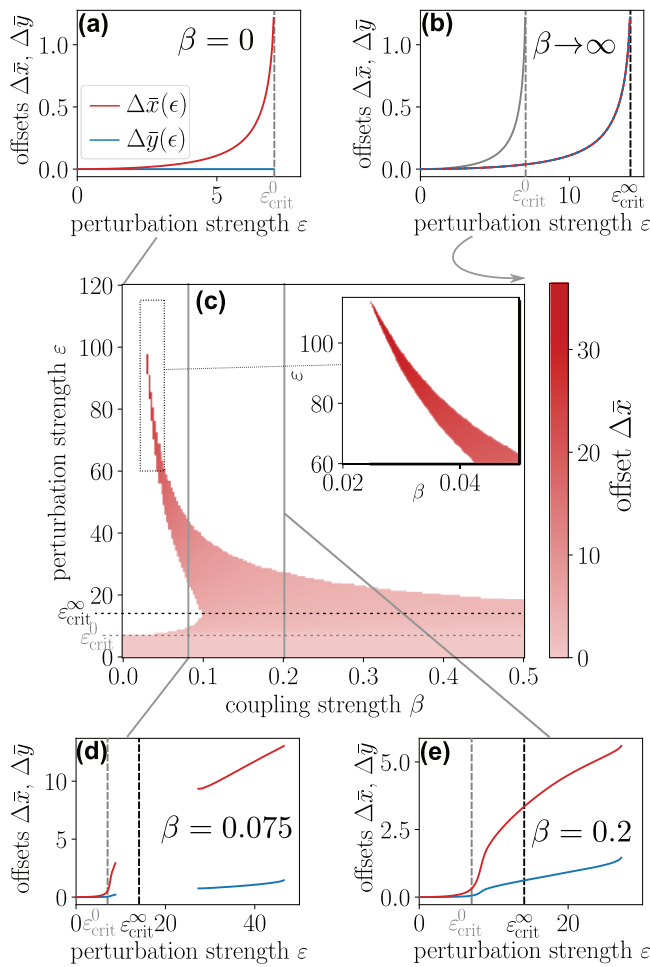 (a)
β = 0
offsets Δx̄, Δȳ
1.0
0.5
0.0
Δx̄(ϵ)
Δȳ(ϵ)
0
5
ε⁰crit
perturbation strength ε
(b)
β→∞
offsets Δx̄, Δȳ
1.0
0.5
0.0
0
10
ε⁰crit
ε∞crit
perturbation strength ε
(c)
perturbation strength ε
120
100
80
60
40
20
0
ε∞crit
ε⁰crit
0.0
0.1
0.2
0.3
0.4
0.5
coupling strength β
ε
100
80
60
0.02
0.04
β
30
20
10
0
offset Δx̄
(d)
β = 0.075
offsets Δx̄, Δȳ
10
5
0
0
ε⁰crit
ε∞crit
20
40
perturbation strength ε
(e)
β = 0.2
offsets Δx̄, Δȳ
5.0
2.5
0.0
0
ε⁰crit
ε∞crit
20
perturbation strength ε